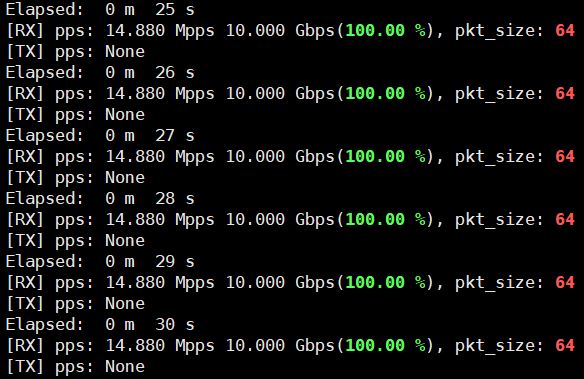 Elapsed:  0 m  25 s
[RX] pps: 14.880 Mpps 10.000 Gbps(100.00 %), pkt_size: 64
[TX] pps: None
Elapsed:  0 m  26 s
[RX] pps: 14.880 Mpps 10.000 Gbps(100.00 %), pkt_size: 64
[TX] pps: None
Elapsed:  0 m  27 s
[RX] pps: 14.880 Mpps 10.000 Gbps(100.00 %), pkt_size: 64
[TX] pps: None
Elapsed:  0 m  28 s
[RX] pps: 14.880 Mpps 10.000 Gbps(100.00 %), pkt_size: 64
[TX] pps: None
Elapsed:  0 m  29 s
[RX] pps: 14.880 Mpps 10.000 Gbps(100.00 %), pkt_size: 64
[TX] pps: None
Elapsed:  0 m  30 s
[RX] pps: 14.880 Mpps 10.000 Gbps(100.00 %), pkt_size: 64
[TX] pps: None